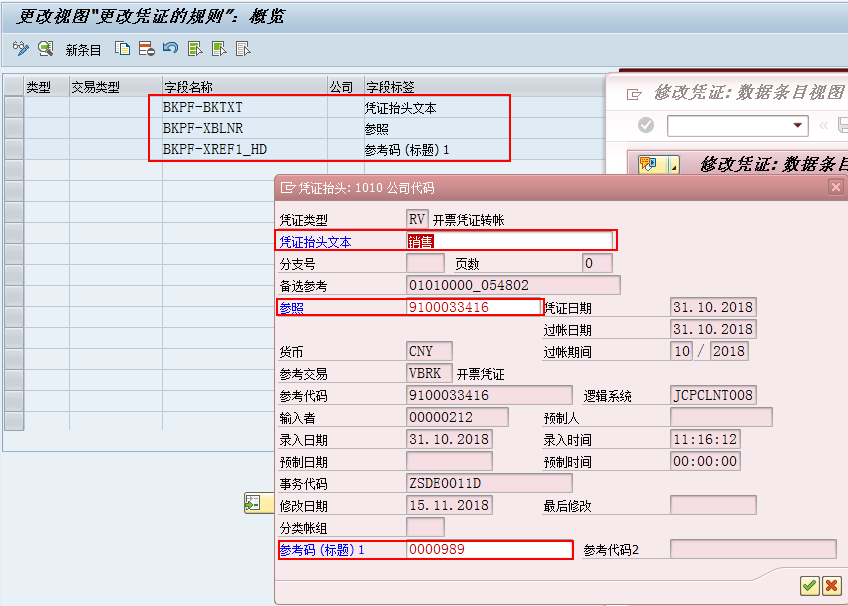 更改视图"更改凭证的规则": 概览
新条目
类型 交易类型 字段名称 公司 字段标签
BKPF-BKTXT 凭证抬头文本
BKPF-XBLNR 参照
BKPF-XREF1_HD 参考码(标题)1
修改凭证: 数据条目视图
修改凭证: 数据条目
凭证抬头: 1010 公司代码
凭证类型 RV 开票凭证转帐
凭证抬头文本 销售
分支号 页数 0
备选参考 01010000_054802
参照 9100033416 凭证日期 31.10.2018
过帐日期 31.10.2018
货币 CNY 过帐期间 10 / 2018
参考交易 VBRK 开票凭证
参考代码 9100033416 逻辑系统 JCPCLNT008
输入者 00000212 预制人
录入日期 31.10.2018 录入时间 11:16:12
预制日期 预制时间 00:00:00
事务代码 ZSDE0011D
修改日期 15.11.2018 最后修改
分类帐组
参考码(标题)1 0000989 参考代码2